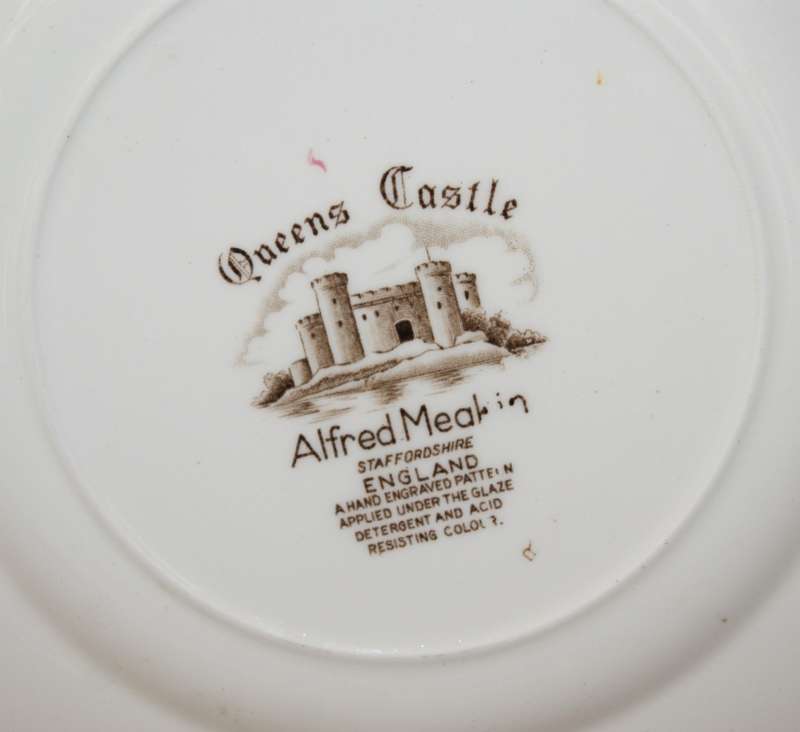 Queens Castle
Alfred Meakin
STAFFORDSHIRE
ENGLAND
A HAND ENGRAVED PATTERN
APPLIED UNDER THE GLAZE
DETERGENT AND ACID
RESISTING COLOUR.